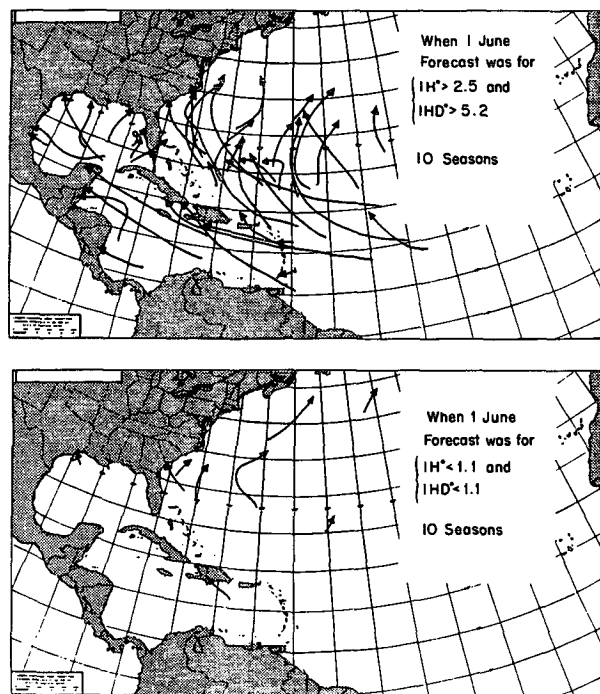 When 1 June
Forecast was for
IH°> 2.5 and
IHD°> 5.2
10 Seasons
When 1 June
Forecast was for
IH°< 1.1 and
IHD°< 1.1
10 Seasons